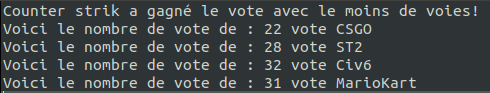 Counter strik a gagné le vote avec le moins de voies!
Voici le nombre de vote de : 22 vote CSGO
Voici le nombre de vote de : 28 vote ST2
Voici le nombre de vote de : 32 vote Civ6
Voici le nombre de vote de : 31 vote MarioKart